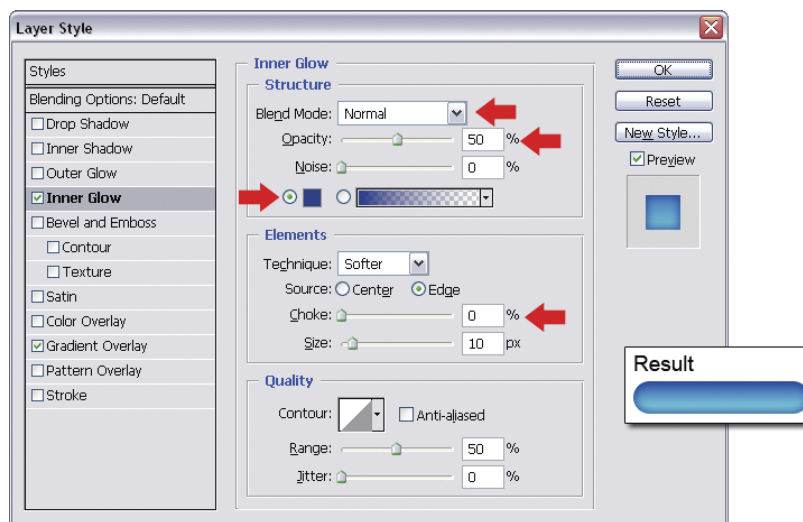 Layer Style
Styles
Blending Options: Default
Drop Shadow
Inner Shadow
Outer Glow
Inner Glow
Bevel and Emboss
Contour
Texture
Satin
Color Overlay
Gradient Overlay
Pattern Overlay
Stroke
Inner Glow
Structure
Blend Mode: Normal
Opacity: 50 %
Noise: 0 %
Elements
Technique: Softer
Source: Center Edge
Choke: 0 %
Size: 10 px
Quality
Contour: Anti-aliased
Range: 50 %
Jitter: 0 %
OK
Reset
New Style...
Preview
Result